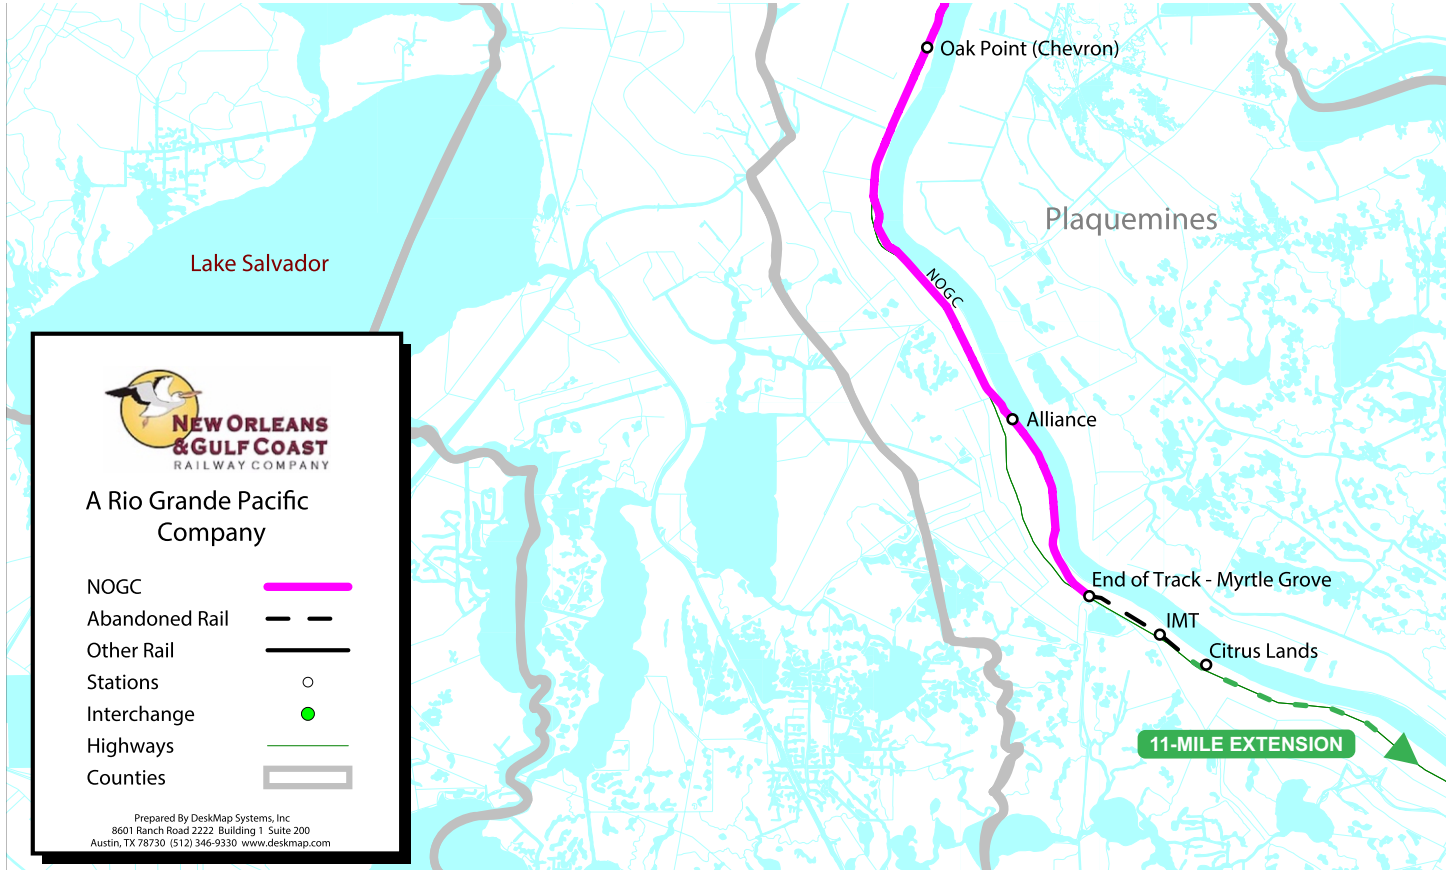 Oak Point (Chevron)
Plaquemines
Lake Salvador
NOGC
Alliance
End of Track - Myrtle Grove
IMT
Citrus Lands
11-MILE EXTENSION
NEW ORLEANS
& GULF COAST
RAILWAY COMPANY
A Rio Grande Pacific
Company
NOGC
Abandoned Rail
Other Rail
Stations
Interchange
Highways
Counties
Prepared By DeskMap Systems, Inc
8601 Ranch Road 2222 Building 1 Suite 200
Austin, TX 78730 (512) 346-9330 www.deskmap.com